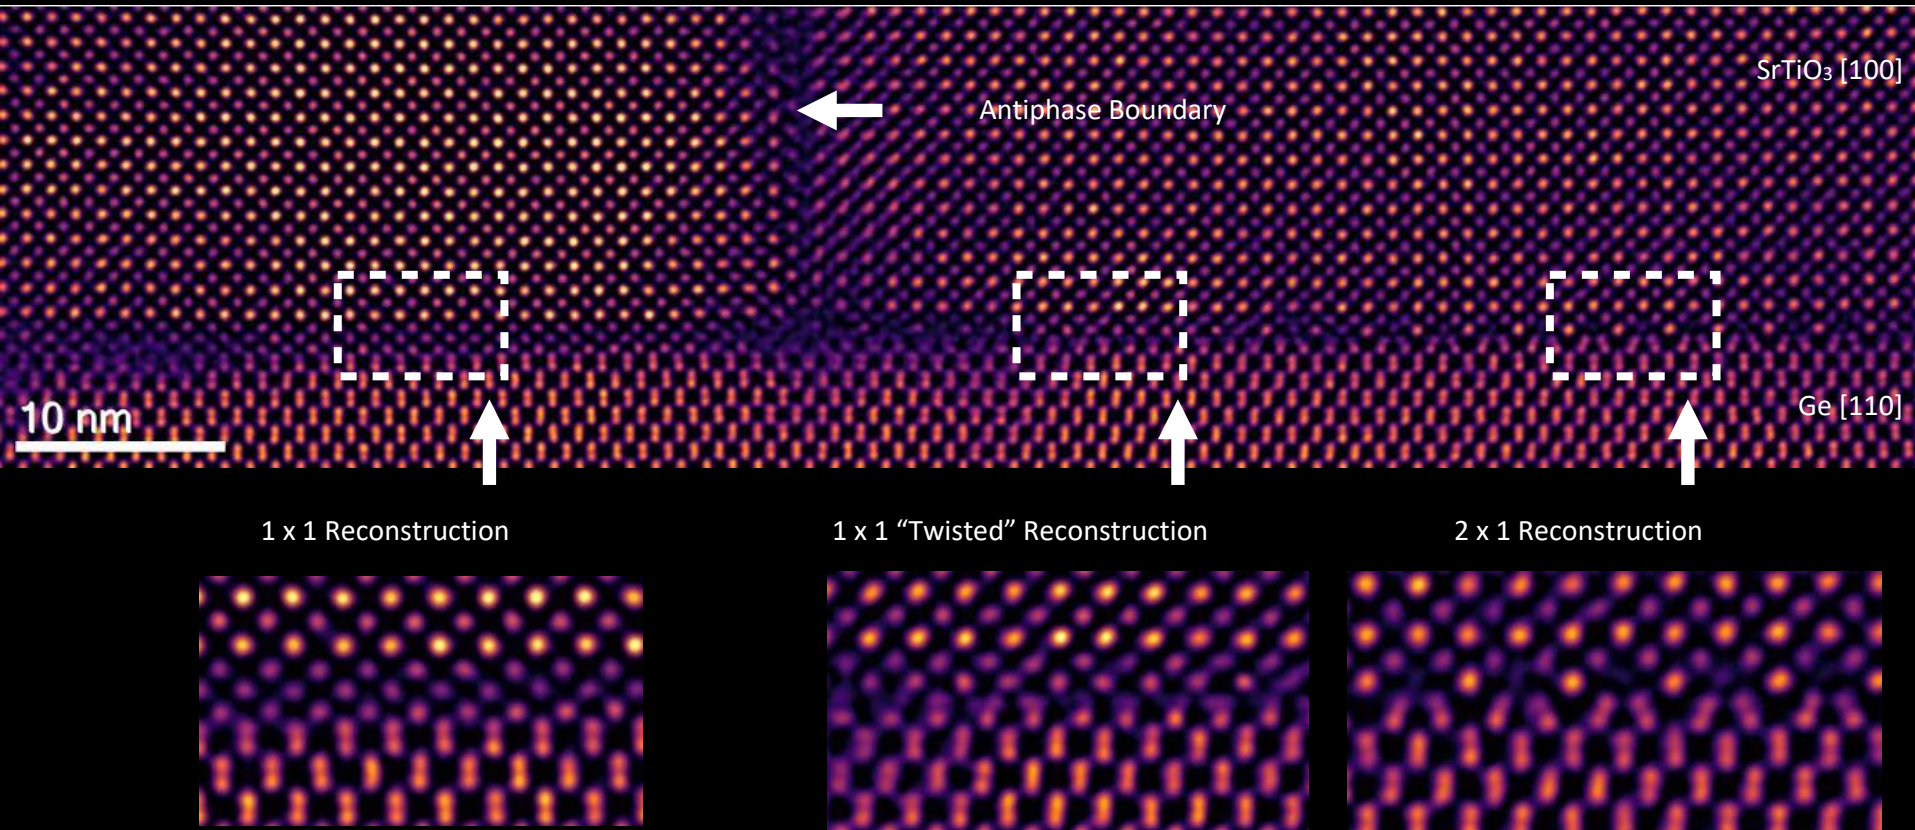 SrTiO₃ [100]
Antiphase Boundary
Ge [110]
10 nm
1 x 1 Reconstruction
1 x 1 “Twisted” Reconstruction
2 x 1 Reconstruction